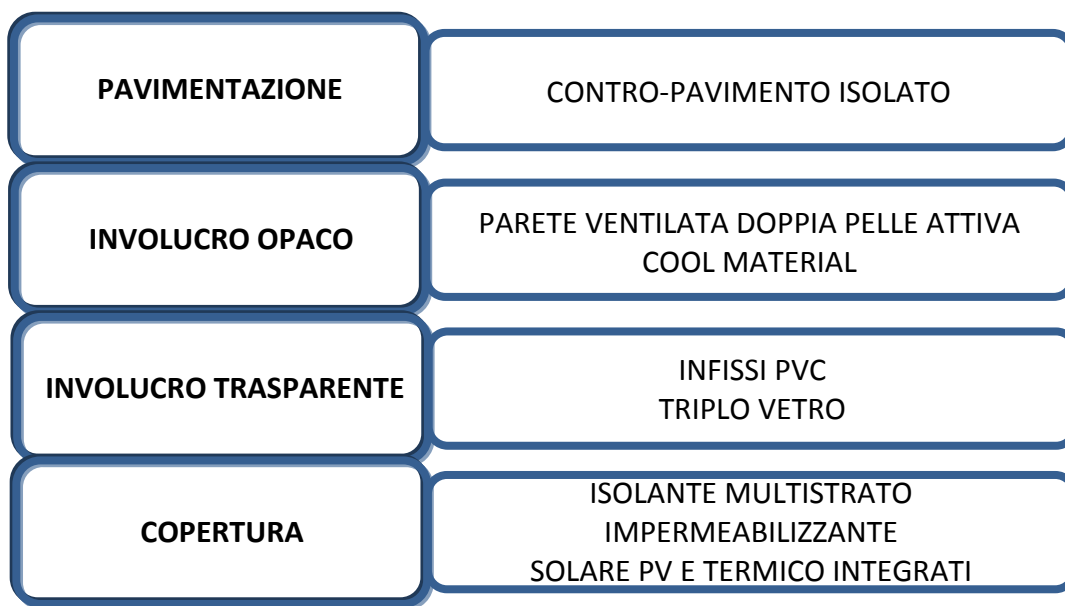 PAVIMENTAZIONE
CONTRO-PAVIMENTO ISOLATO
INVOLUCRO OPACO
PARETE VENTILATA DOPPIA PELLE ATTIVA
COOL MATERIAL
INVOLUCRO TRASPARENTE
INFISSI PVC
TRIPLO VETRO
COPERTURA
ISOLANTE MULTISTRATO
IMPERMEABILIZZANTE
SOLARE PV E TERMICO INTEGRATI